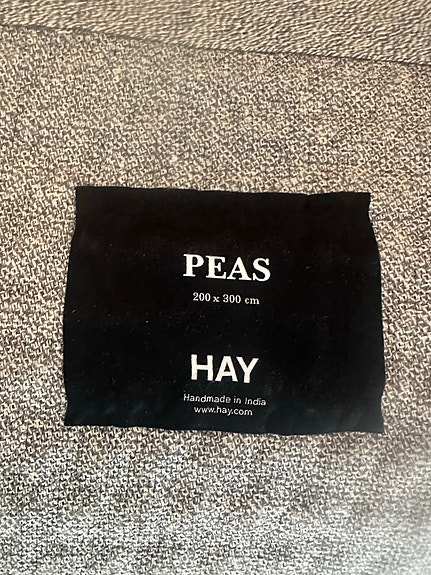 PEAS
200 x 300 cm
HAY
Handmade in India
www.hay.com